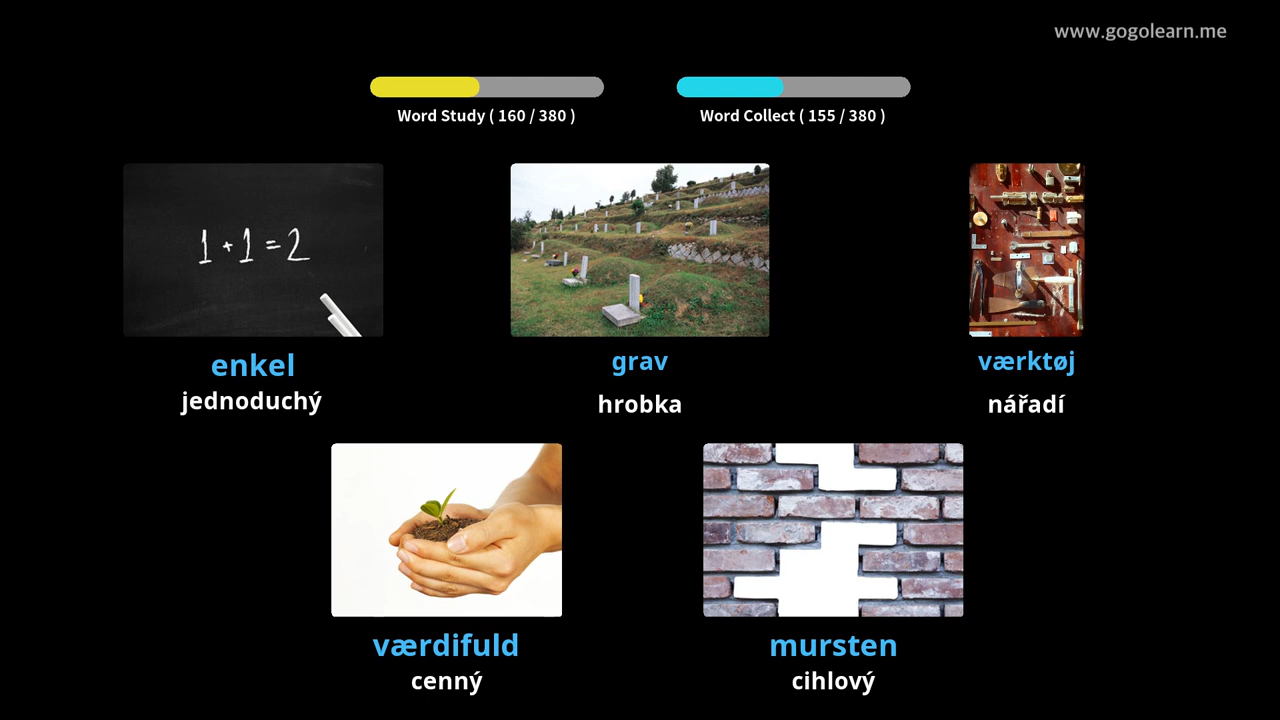 www.gogolearn.me
Word Study ( 160 / 380 )
Word Collect ( 155 / 380 )
1 + 1 = 2
enkel
jednoduchý
grav
hrobka
værktøj
nářadí
værdifuld
cenný
mursten
cihlový